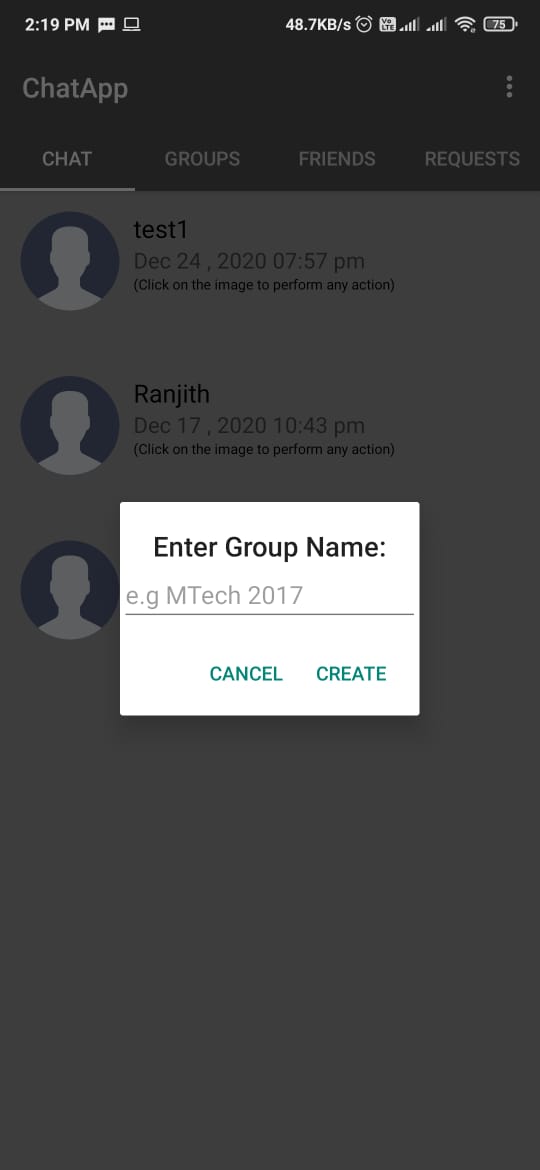 2:19 PM 48.7KB/s Vo LTE 75
ChatApp
CHAT GROUPS FRIENDS REQUESTS
test1
Dec 24 , 2020 07:57 pm
(Click on the image to perform any action)
Ranjith
Dec 17 , 2020 10:43 pm
(Click on the image to perform any action)
Enter Group Name:
e.g MTech 2017
CANCEL CREATE